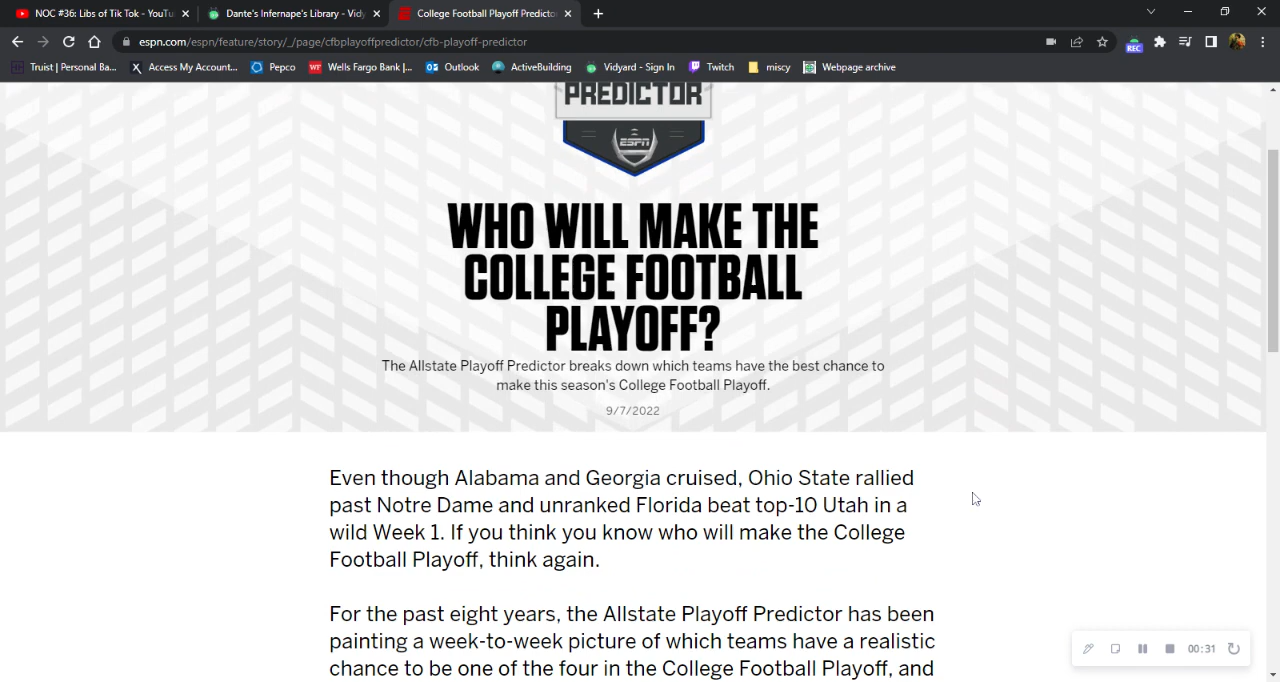 NOC #36: Libs of Tik Tok - YouTu
Dante's Infernape's Library - Vidy
College Football Playoff Predictor
espn.com/espn/feature/story/_/page/cfbplayoffpredictor/cfb-playoff-predictor
REC
Truist | Personal Ba...
Access My Account...
Pepco
Wells Fargo Bank |...
Outlook
ActiveBuilding
Vidyard - Sign In
Twitch
miscy
Webpage archive
PREDICTOR
ESPN
WHO WILL MAKE THE
COLLEGE FOOTBALL
PLAYOFF?
The Allstate Playoff Predictor breaks down which teams have the best chance to
make this season's College Football Playoff.
9/7/2022
Even though Alabama and Georgia cruised, Ohio State rallied
past Notre Dame and unranked Florida beat top-10 Utah in a
wild Week 1. If you think you know who will make the College
Football Playoff, think again.
For the past eight years, the Allstate Playoff Predictor has been
painting a week-to-week picture of which teams have a realistic
chance to be one of the four in the College Football Playoff, and
00:31